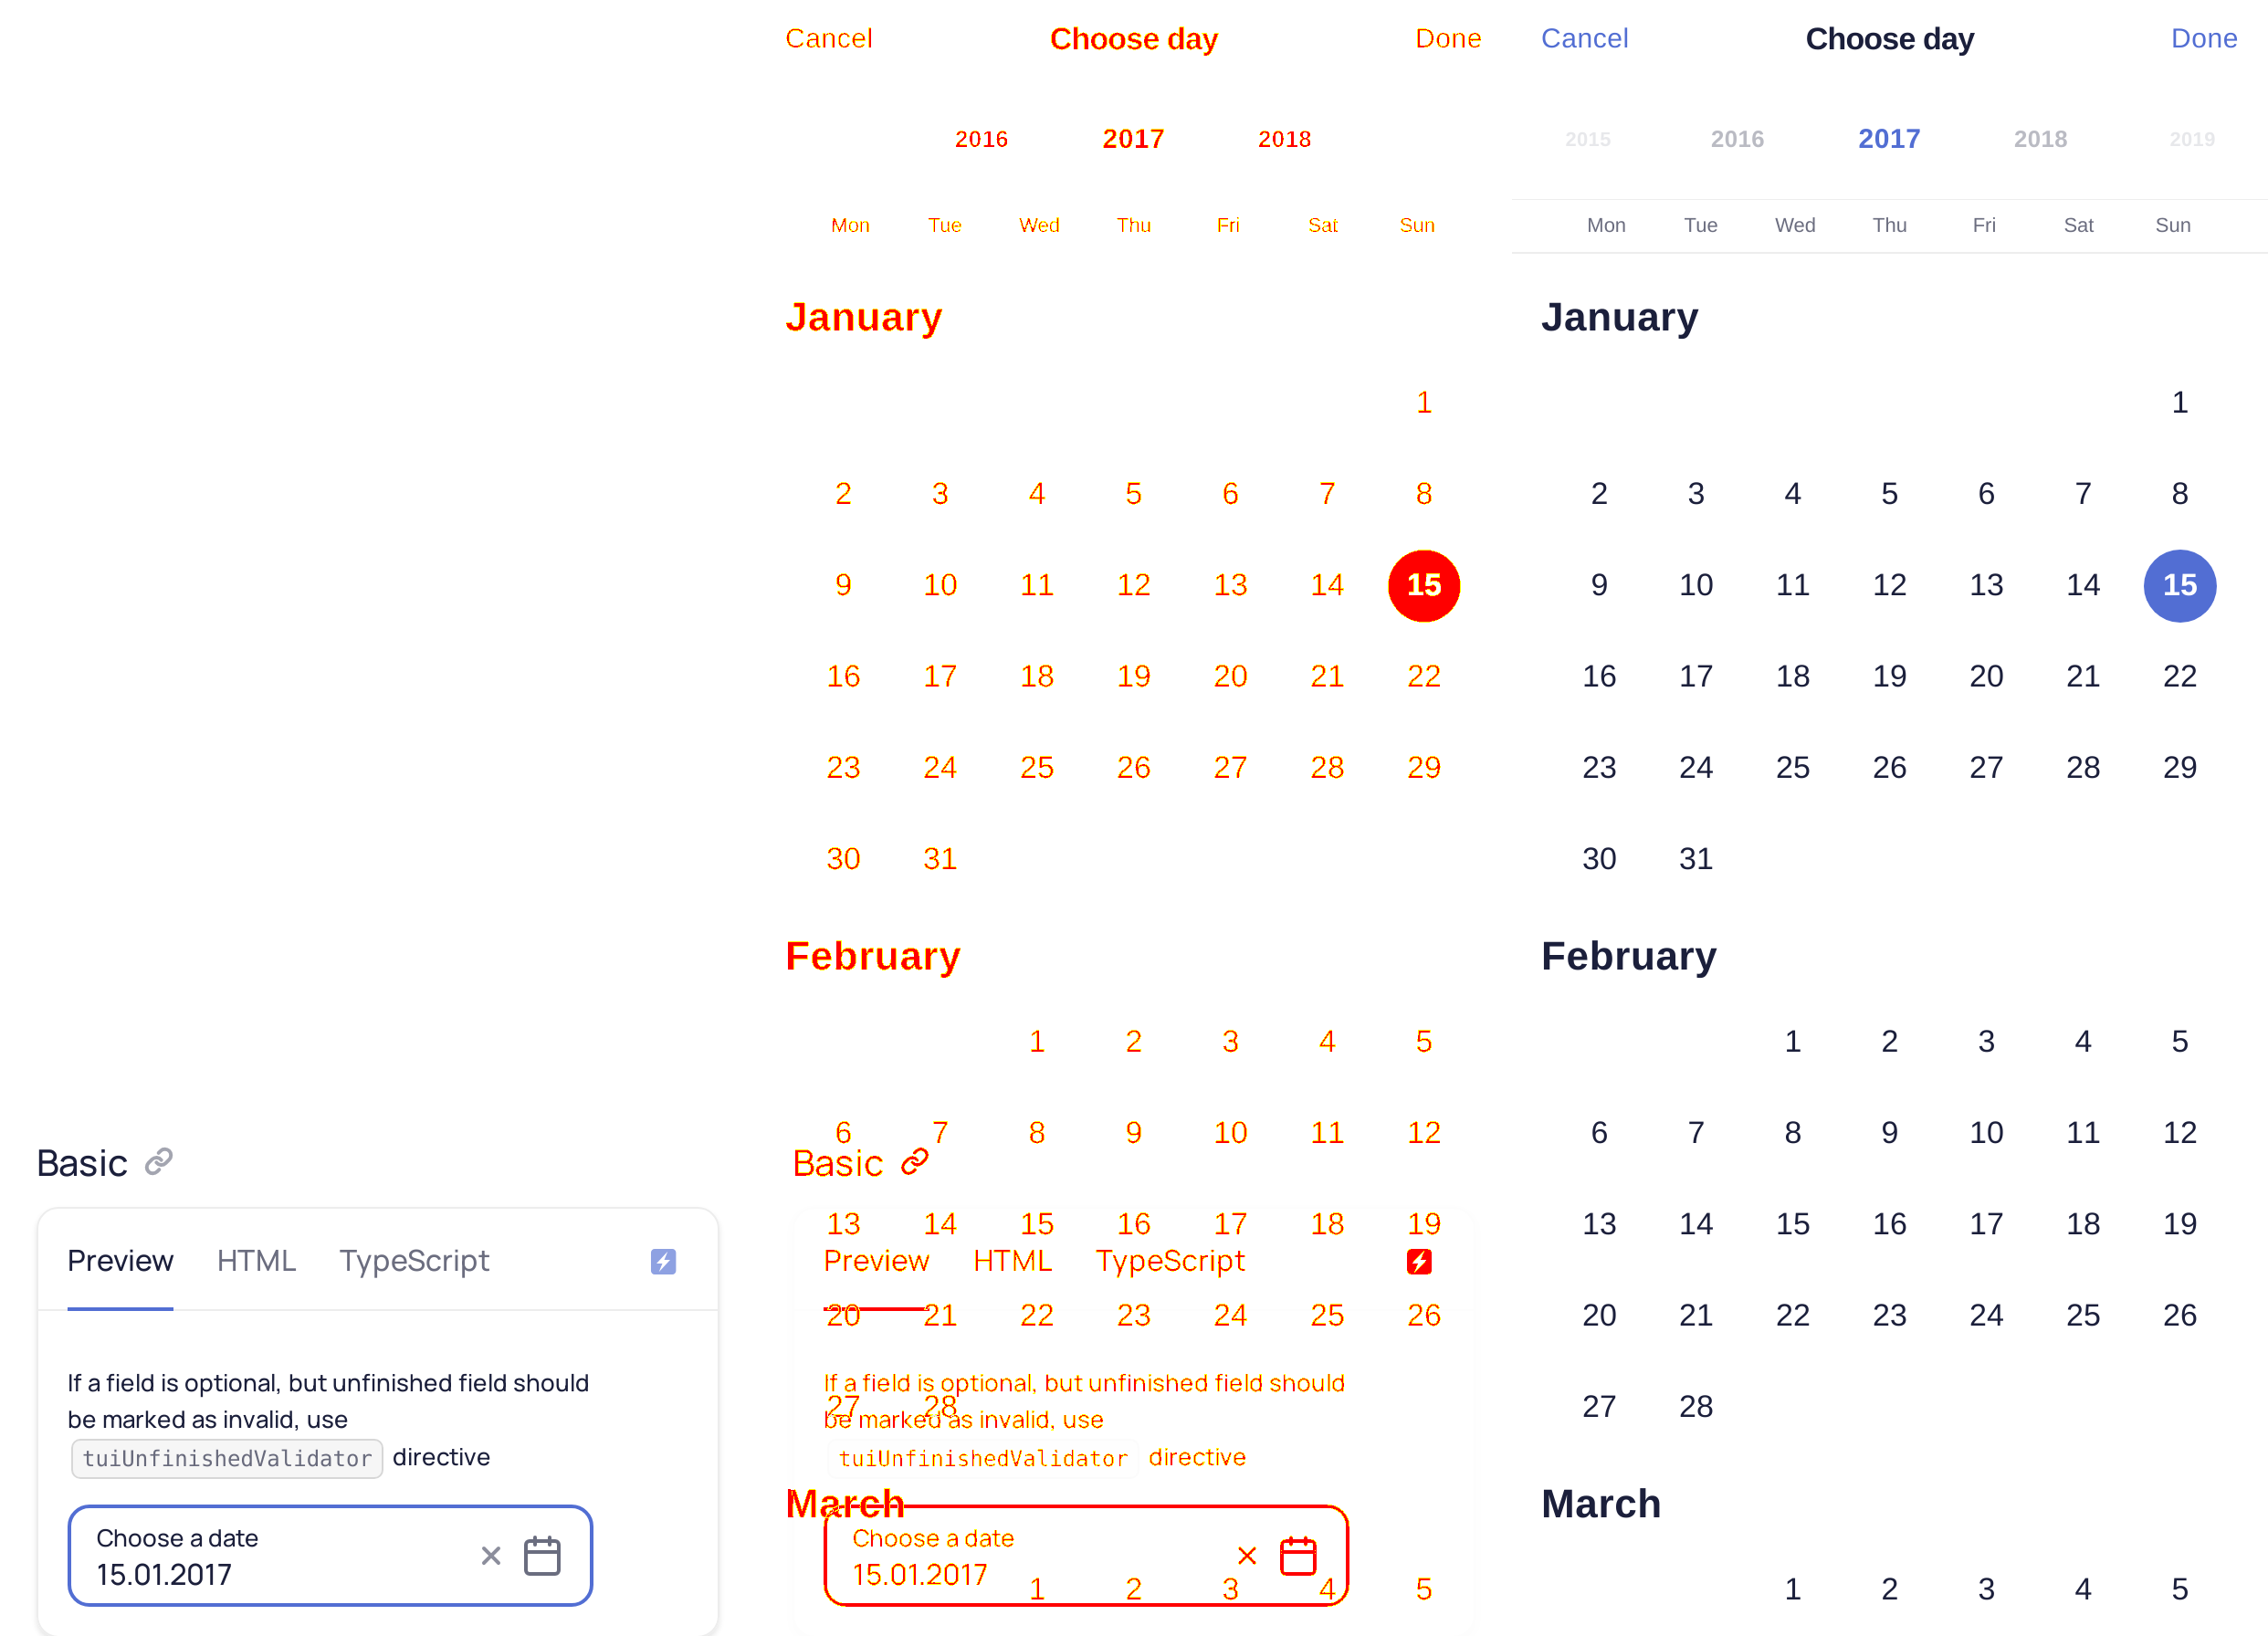 Basic
Preview HTML TypeScript
If a field is optional, but unfinished field should
be marked as invalid, use
tuiUnfinishedValidator directive
Choose a date
15.01.2017
Cancel Choose day Done
2016 2017 2018
Mon Tue Wed Thu Fri Sat Sun
January
1
2 3 4 5 6 7 8
9 10 11 12 13 14 15
16 17 18 19 20 21 22
23 24 25 26 27 28 29
30 31
February
1 2 3 4 5
6 7 8 9 10 11 12
Basic
13 14 15 16 17 18 19
Preview HTML TypeScript
20 21 22 23 24 25 26
If a field is optional, but unfinished field should
27 28
be marked as invalid, use
tuiUnfinishedValidator directive
March
Choose a date
15.01.2017
1 2 3 4 5
Cancel Choose day Done
2015 2016 2017 2018 2019
Mon Tue Wed Thu Fri Sat Sun
January
1
2 3 4 5 6 7 8
9 10 11 12 13 14 15
16 17 18 19 20 21 22
23 24 25 26 27 28 29
30 31
February
1 2 3 4 5
6 7 8 9 10 11 12
13 14 15 16 17 18 19
20 21 22 23 24 25 26
27 28
March
1 2 3 4 5